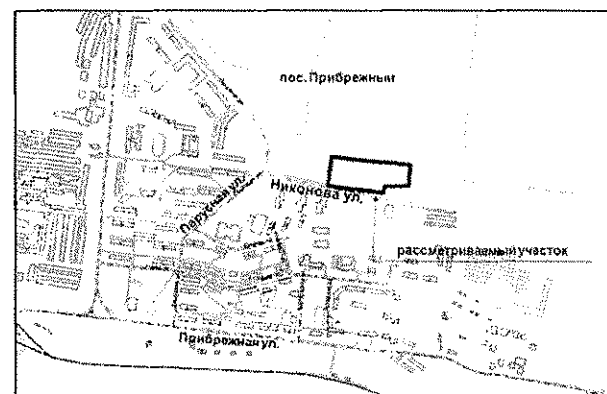 пос. Прибрежный
Никонова ул.
Парусная ул.
рассматриваемый участок
Прибрежная ул.